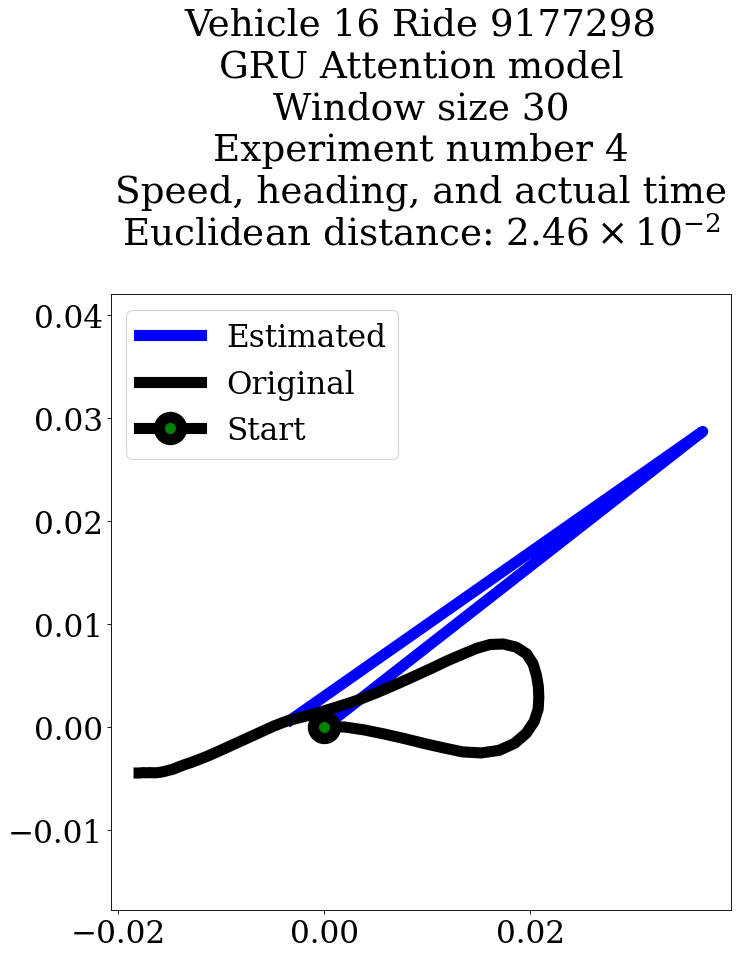 Vehicle 16 Ride 9177298
GRU Attention model
Window size 30
Experiment number 4
Speed, heading, and actual time
Euclidean distance: 2.46 × 10⁻²
0.04
0.03
0.02
0.01
0.00
−0.01
Estimated
Original
Start
−0.02
0.00
0.02